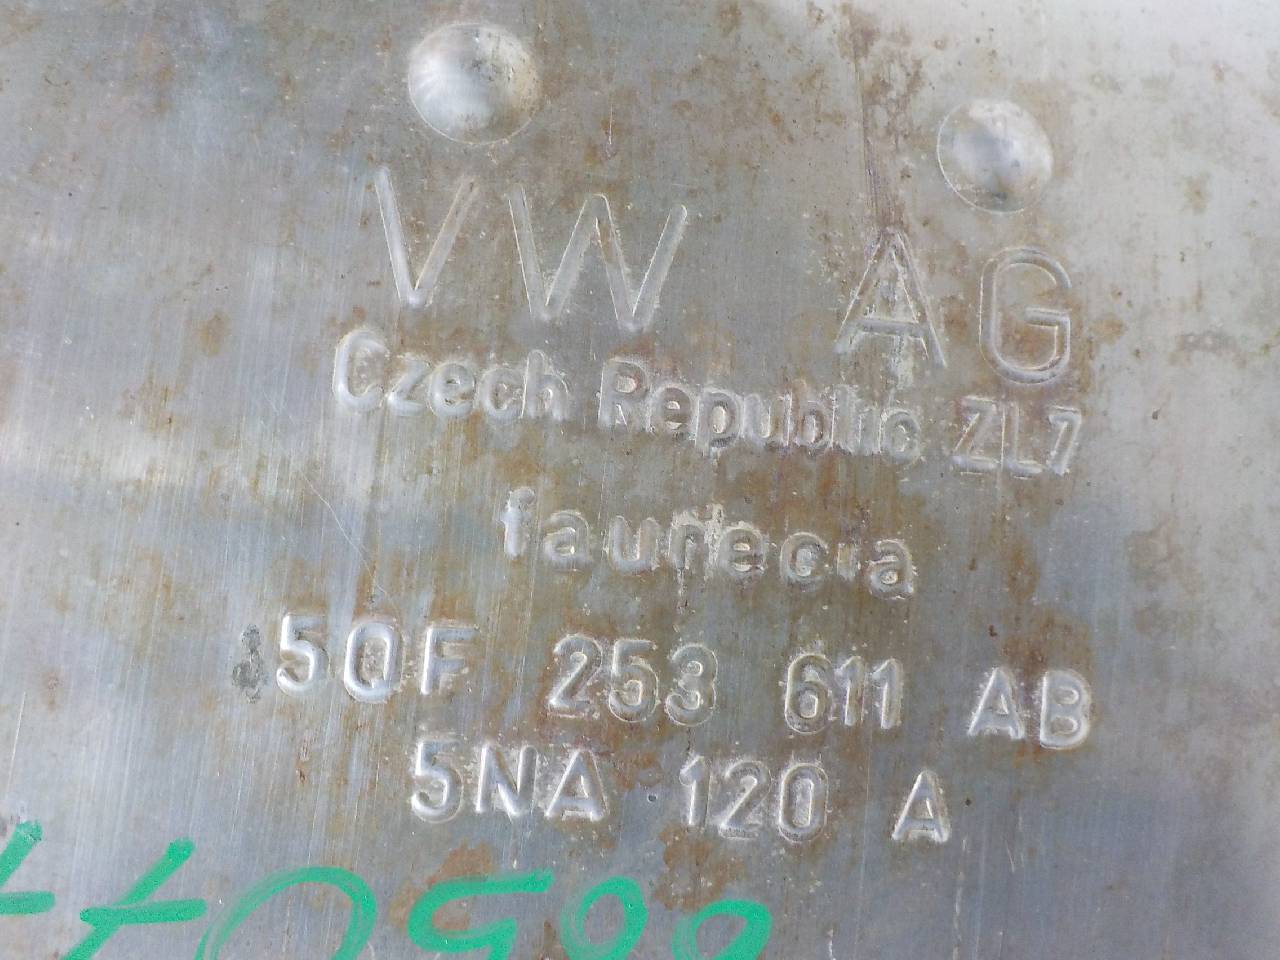 VW AG
Czech Republic ZL7
faurecia
5QF 253 611 AB
5NA 120 A